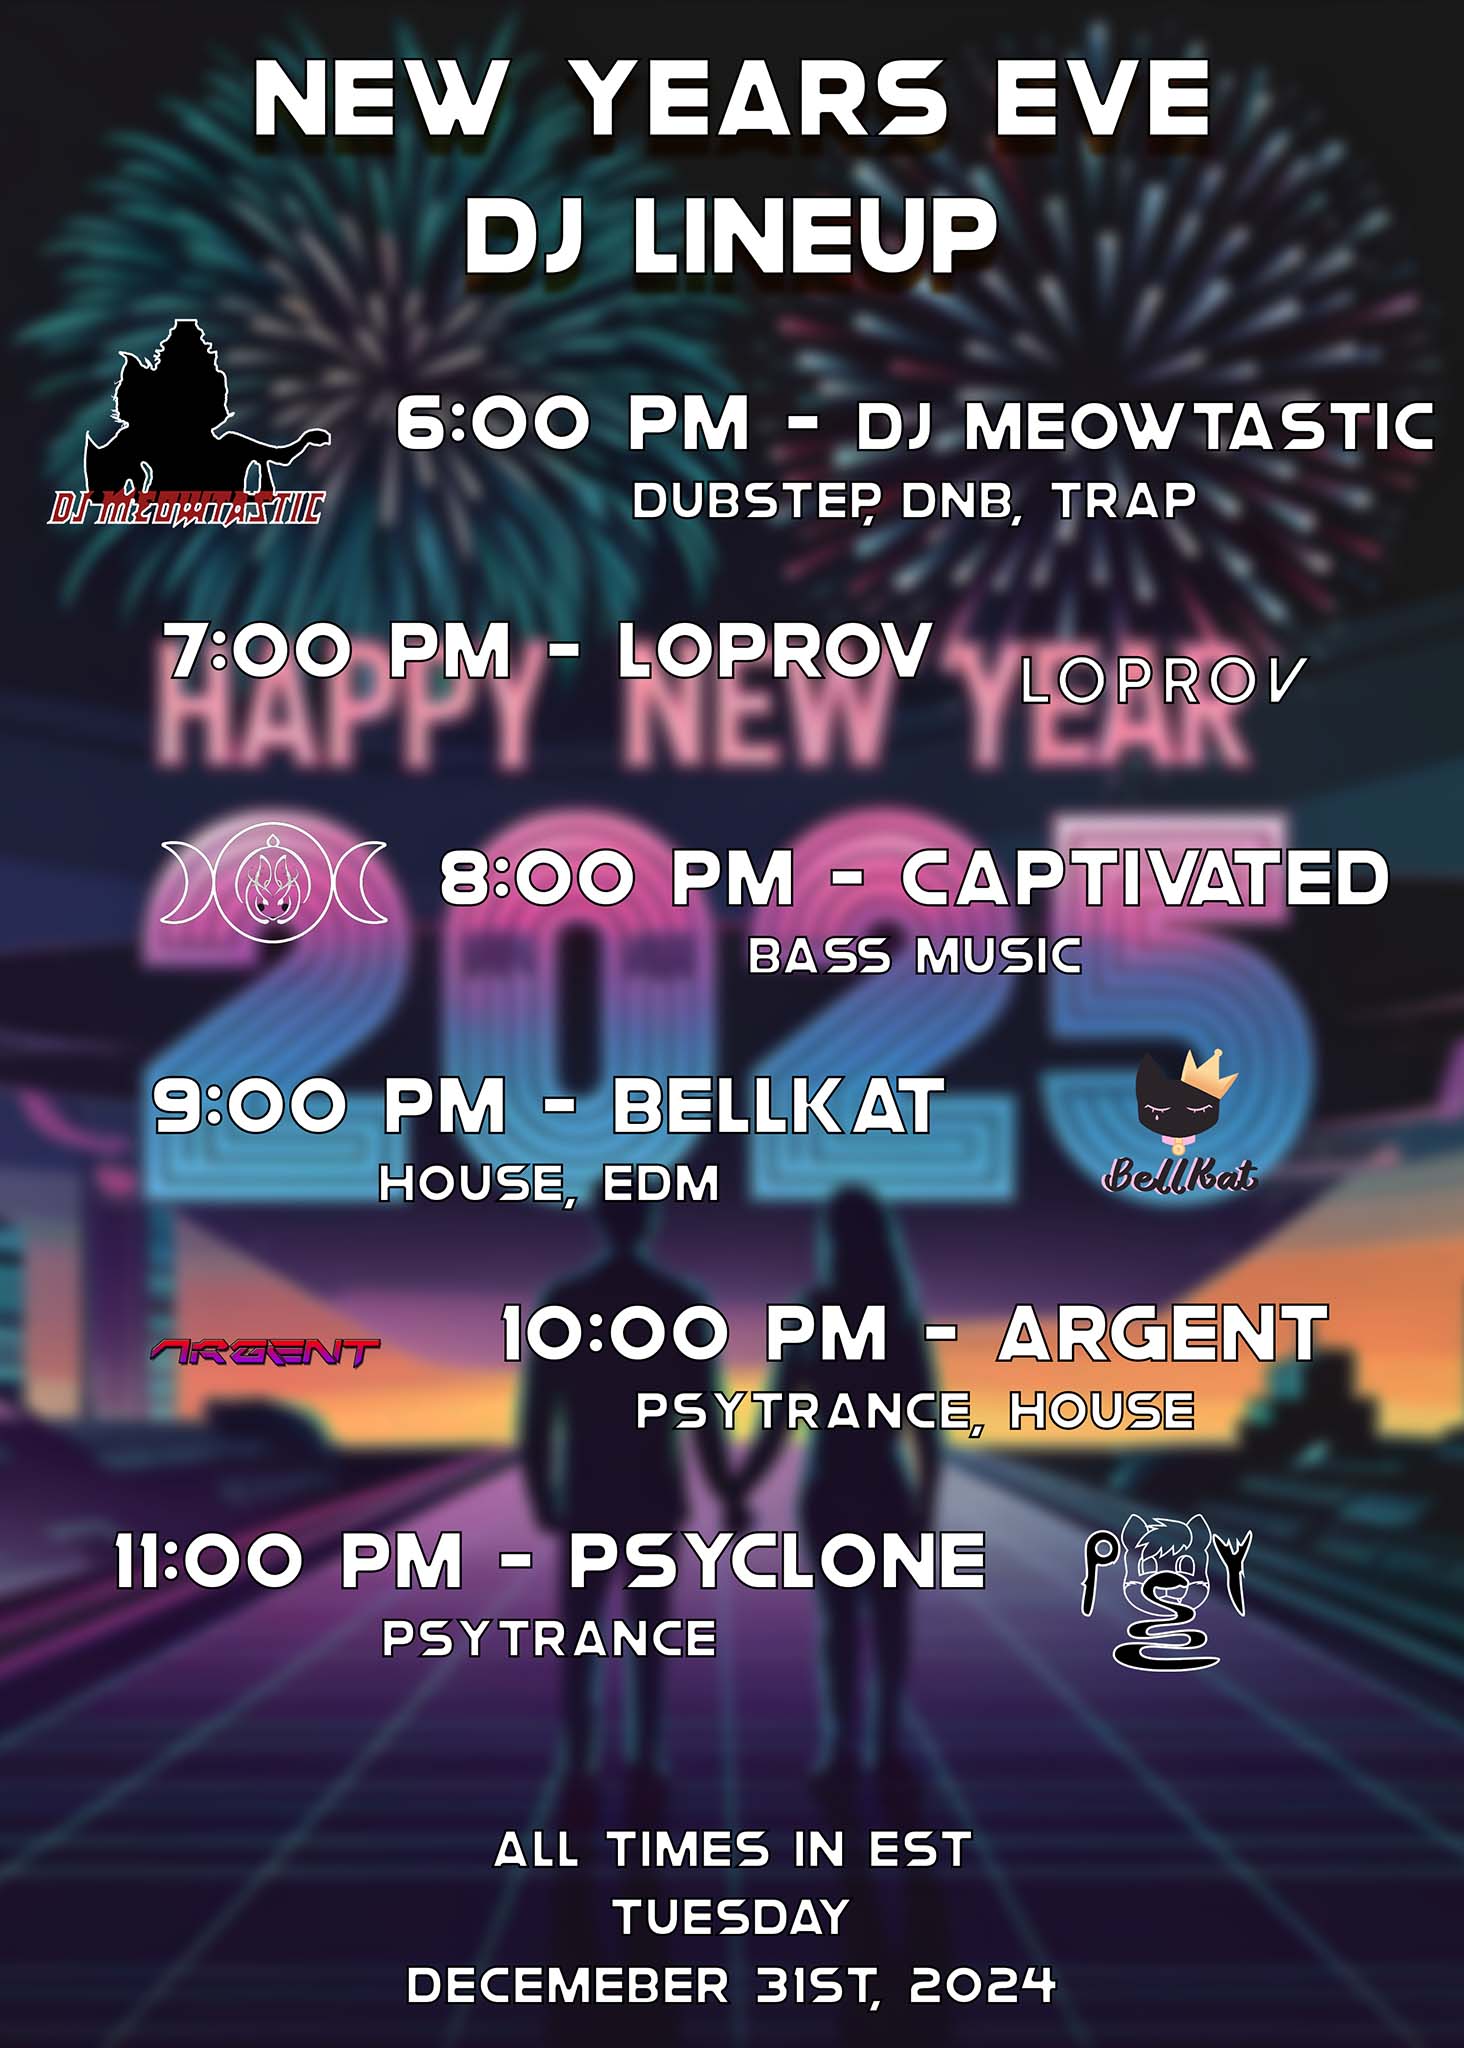 NEW YEARS EVE
DJ LINEUP
6:00 PM - DJ MEOWTASTIC
DUBSTEP, DNB, TRAP
DJ MEOWTASTIC
7:00 PM - LOPROV
LOPROV
HAPPY NEW YEAR
2025
8:00 PM - CAPTIVATED
BASS MUSIC
9:00 PM - BELLKAT
HOUSE, EDM
BellKat
ARGENT
10:00 PM - ARGENT
PSYTRANCE, HOUSE
11:00 PM - PSYCLONE
PSYTRANCE
PSY
ALL TIMES IN EST
TUESDAY
DECEMEBER 31ST, 2024